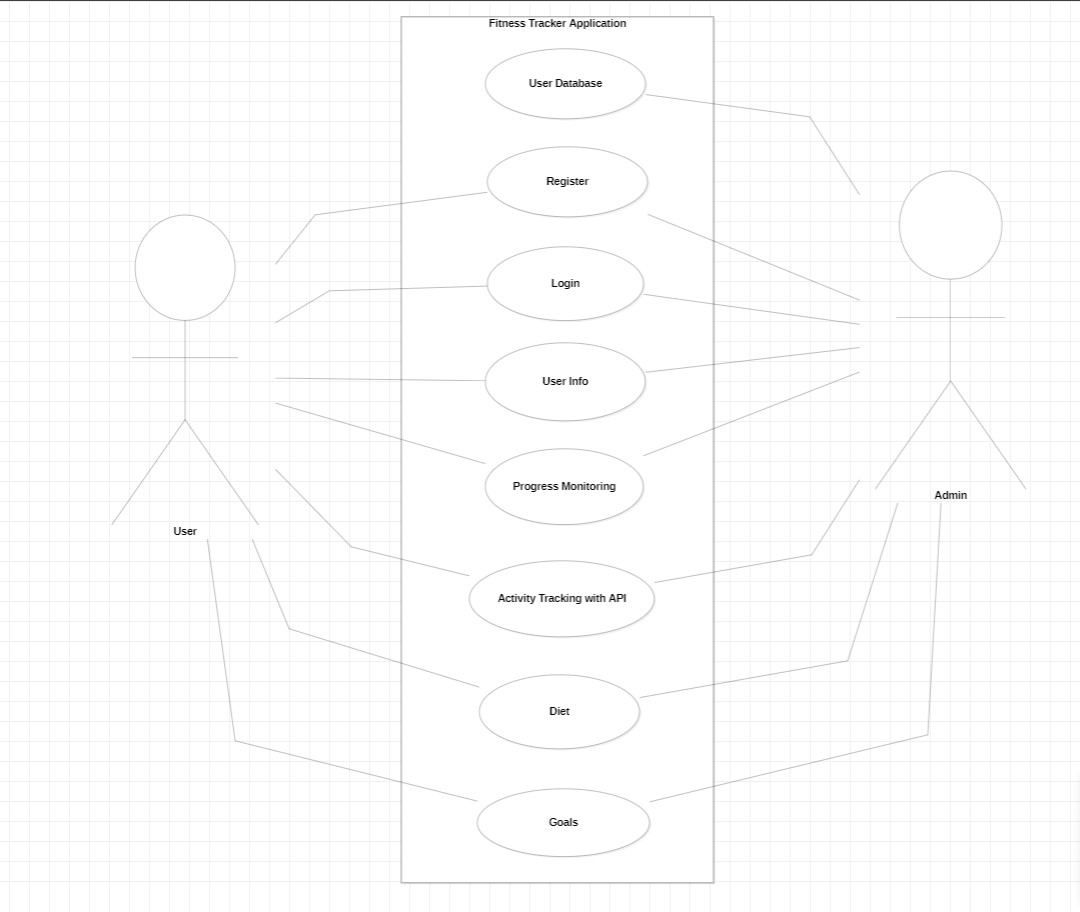 Fitness Tracker Application
User Database
Register
Login
User Info
Progress Monitoring
Admin
User
Activity Tracking with API
Diet
Goals